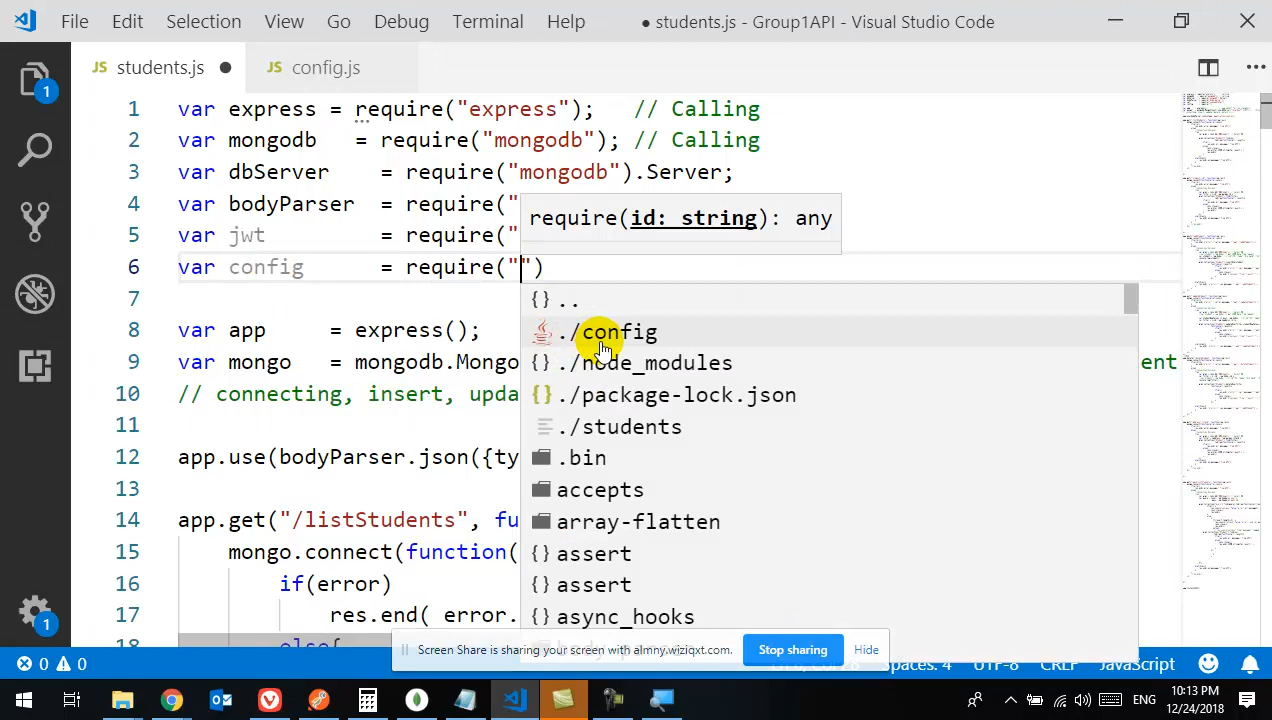 File Edit Selection View Go Debug Terminal Help ● students.js - Group1API - Visual Studio Code
JS students.js ● JS config.js
1 var express = require("express"); // Calling
2 var mongodb = require("mongodb"); // Calling
3 var dbServer = require("mongodb").Server;
4 var bodyParser = require("
require(id: string): any
5 var jwt = require("
6 var config = require("")
7 {} ..
8 var app = express(); ./config
9 var mongo = mongodb.Mongo {} ./node_modules ent
10 // connecting, insert, upda {} ./package-lock.json
11 ./students
12 app.use(bodyParser.json({ty .bin
13 accepts
14 app.get("/listStudents", fu array-flatten
15 mongo.connect(function( {} assert
16 if(error) {} assert
17 res.end( error. {} async_hooks
18 else{
Screen Share is sharing your screen with almny.wiziqxt.com. Stop sharing Hide
0 0 Spaces: 4 UTF-8 CRLF JavaScript
ENG 10:13 PM
12/24/2018
1
1